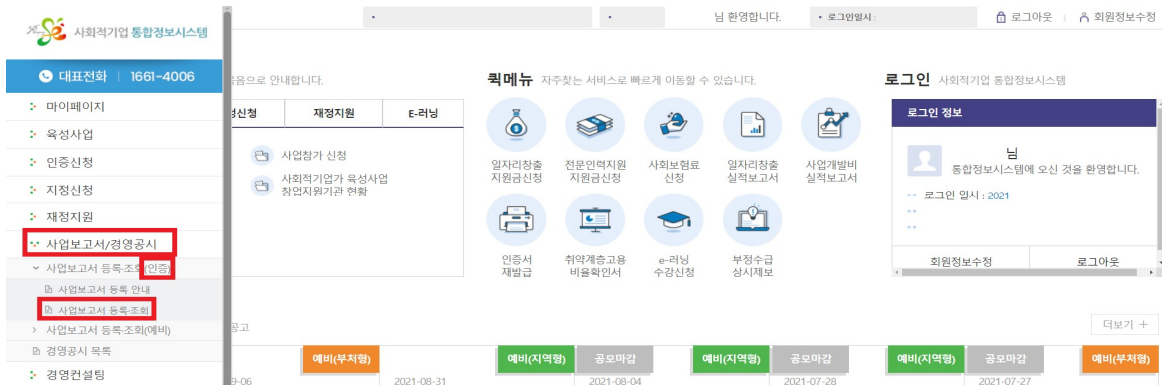 사회적기업 통합정보시스템
님 환영합니다.
• 로그인일시 :
로그아웃
회원정보수정
대표전화 | 1661-4006
마이페이지
육성사업
인증신청
지정신청
재정지원
사업보고서/경영공시
사업보고서 등록·조회(인증)
사업보고서 등록 안내
사업보고서 등록·조회
사업보고서 등록·조회(예비)
경영공시 목록
경영컨설팅
안내합니다.
재정지원
E-러닝
사업참가 신청
사회적기업가 육성사업
창업지원기관 현황
퀵메뉴 자주찾는 서비스로 빠르게 이동할 수 있습니다.
일자리창출
지원금신청
전문인력지원
지원금신청
사회보험료
신청
일자리창출
실적보고서
사업개발비
실적보고서
인증서
재발급
취약계층고용
비율확인서
e-러닝
수강신청
부정수급
상시제보
로그인 사회적기업 통합정보시스템
로그인 정보
님
통합정보시스템에 오신 것을 환영합니다.
로그인 일시 : 2021
회원정보수정
로그아웃
공고
더보기 +
예비(부처형)
예비(지역형)
공모마감
예비(지역형)
공모마감
예비(지역형)
공모마감
예비(부처형)
9-06
2021-08-31
2021-08-04
2021-07-28
2021-07-27